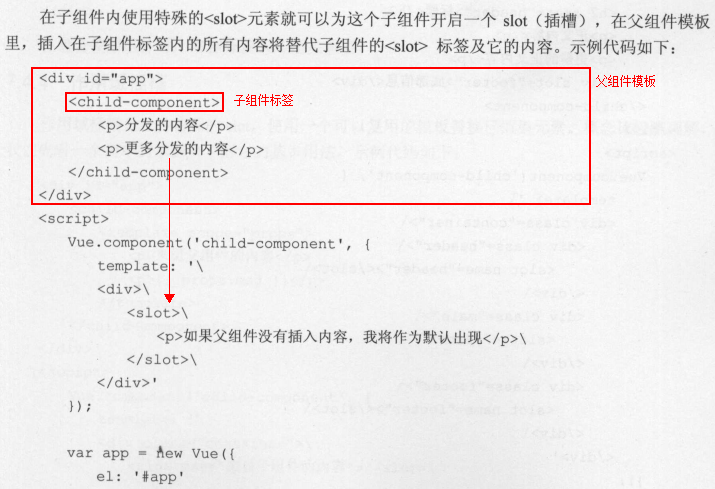 在子组件内使用特殊的<slot>元素就可以为这个子组件开启一个 slot（插槽），在父组件模板
里，插入在子组件标签内的所有内容将替代子组件的<slot> 标签及它的内容。示例代码如下：
父组件模板
<div id="app">
<child-component> 子组件标签
<p>分发的内容</p>
<p>更多分发的内容</p>
</child-component>
</div>
<script>
Vue.component('child-component', {
template: '\
<div>\
<slot>\
<p>如果父组件没有插入内容，我将作为默认出现</p>\
</slot>\
</div>'
});
var app = new Vue({
el: '#app'